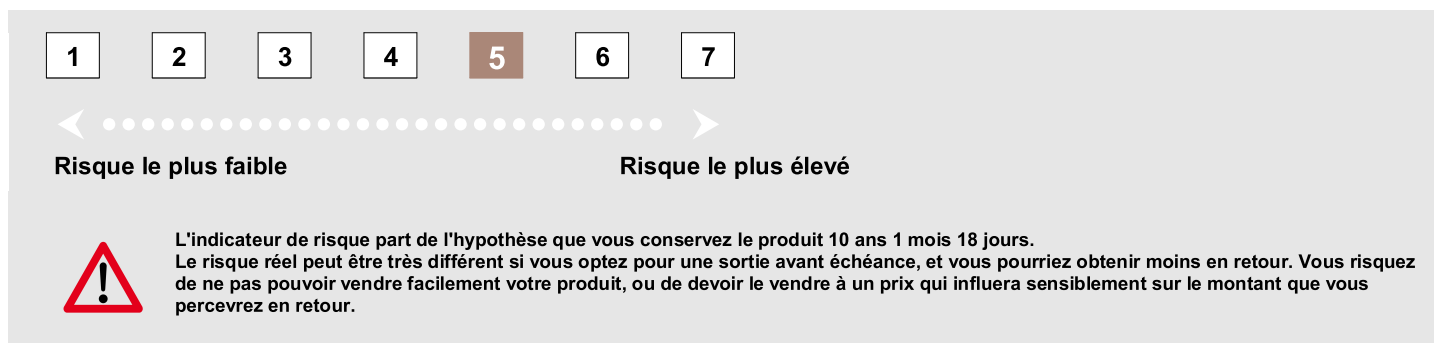 1 2 3 4 5 6 7
Risque le plus faible Risque le plus élevé
L'indicateur de risque part de l'hypothèse que vous conservez le produit 10 ans 1 mois 18 jours.
Le risque réel peut être très différent si vous optez pour une sortie avant échéance, et vous pourriez obtenir moins en retour. Vous risquez
de ne pas pouvoir vendre facilement votre produit, ou de devoir le vendre à un prix qui influera sensiblement sur le montant que vous
percevrez en retour.